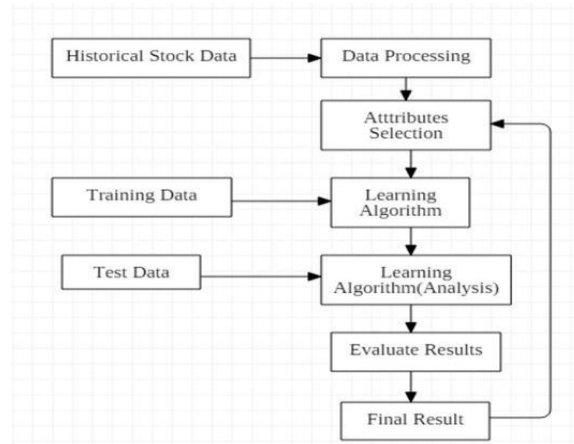 Historical Stock Data
Data Processing
Atttributes
Selection
Training Data
Learning
Algorithm
Test Data
Learning
Algorithm(Analysis)
Evaluate Results
Final Result